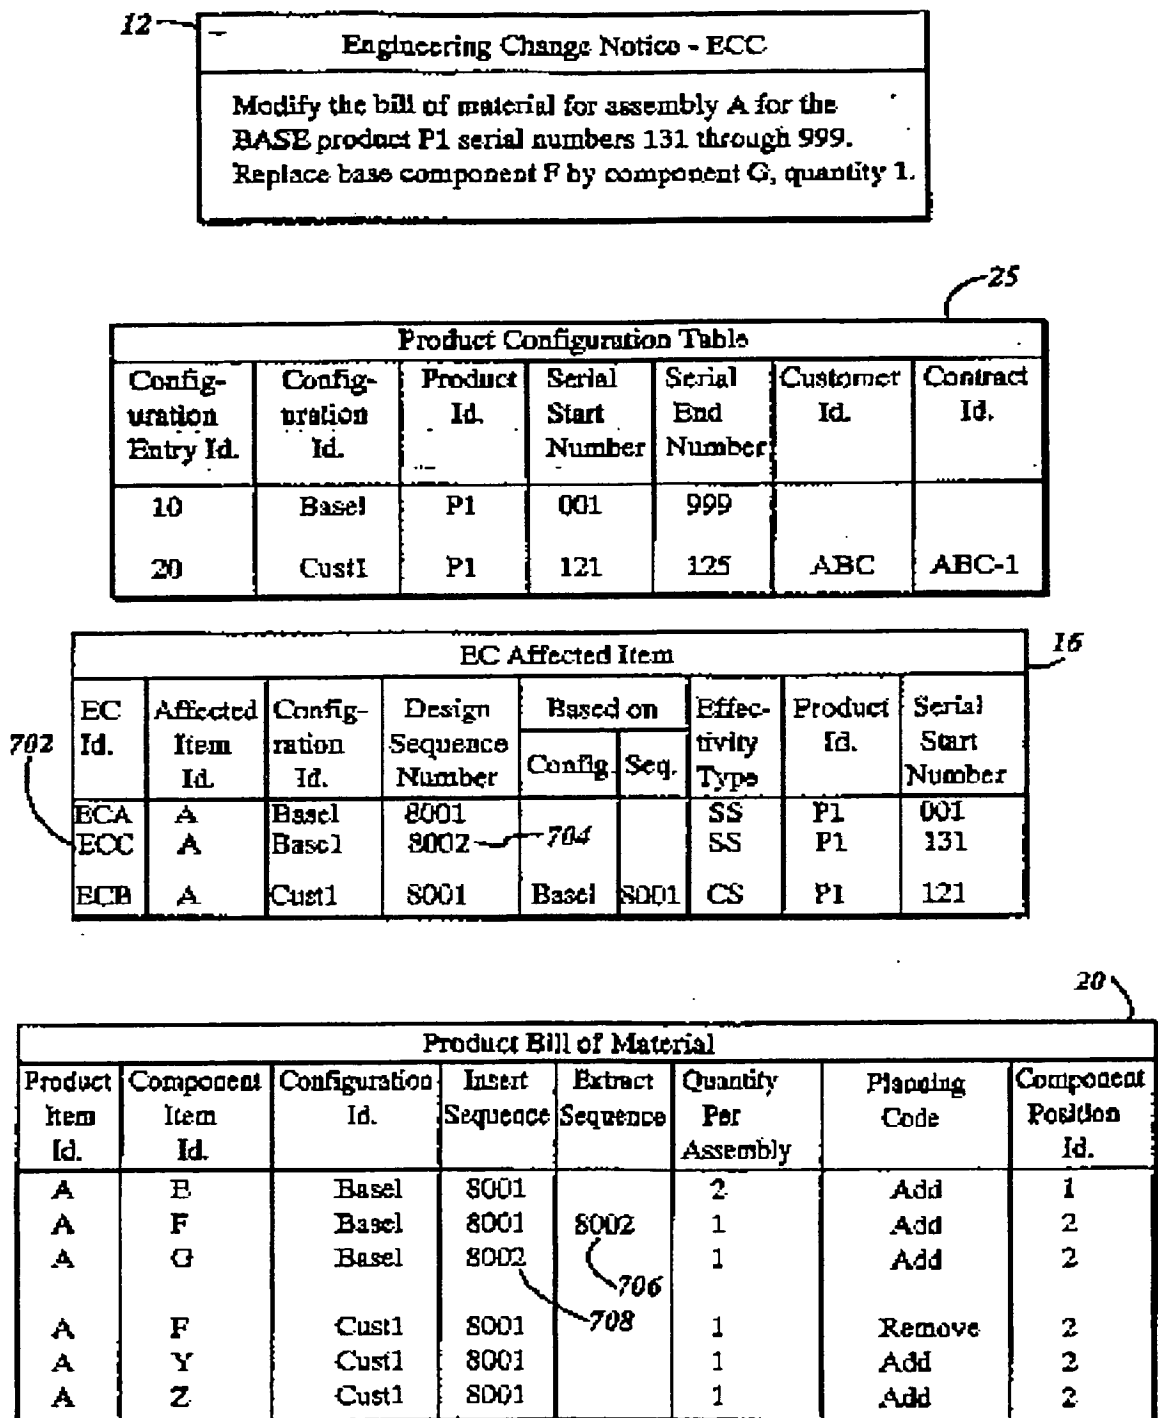 12
Engineering Change Notice - ECC
Modify the bill of material for assembly A for the
BASE product P1 serial numbers 131 through 999.
Replace base component F by component G, quantity 1.
25
Product Configuration Table
Config- Config- Product Serial Serial Customer Contract
uration uration Id. Start End Id. Id.
Entry Id. Id. Number Number
10 Base1 P1 001 999
20 Cust1 P1 121 125 ABC ABC-1
16
EC Affected Item
EC Affected Config- Design Based on Effec- Product Serial
702 Id. Item ration Sequence tivity Id. Start
Id. Id. Number Config. Seq. Type Number
ECA A Base1 8001 SS P1 001
ECC A Base1 8002 704 SS P1 131
ECB A Cust1 8001 Base1 8001 CS P1 121
20
Product Bill of Material
Product Component Configuration Insert Extract Quantity Planning Component
Item Item Id. Sequence Sequence Per Code Position
Id. Id. Assembly Id.
A B Base1 8001 2 Add 1
A F Base1 8001 8002 1 Add 2
A G Base1 8002 1 Add 2
706
708
A F Cust1 8001 1 Remove 2
A Y Cust1 8001 1 Add 2
A Z Cust1 8001 1 Add 2